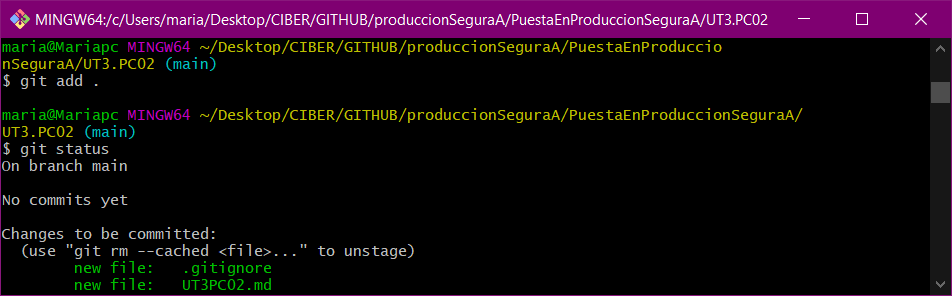 MINGW64:/c/Users/maria/Desktop/CIBER/GITHUB/produccionSeguraA/PuestaEnProduccionSeguraA/UT3.PC02
maria@Mariapc MINGW64 ~/Desktop/CIBER/GITHUB/produccionSeguraA/PuestaEnProduccio
nSeguraA/UT3.PC02 (main)
$ git add .
maria@Mariapc MINGW64 ~/Desktop/CIBER/GITHUB/produccionSeguraA/PuestaEnProduccionSeguraA/
UT3.PC02 (main)
$ git status
On branch main
No commits yet
Changes to be committed:
  (use "git rm --cached <file>..." to unstage)
        new file:   .gitignore
        new file:   UT3PC02.md